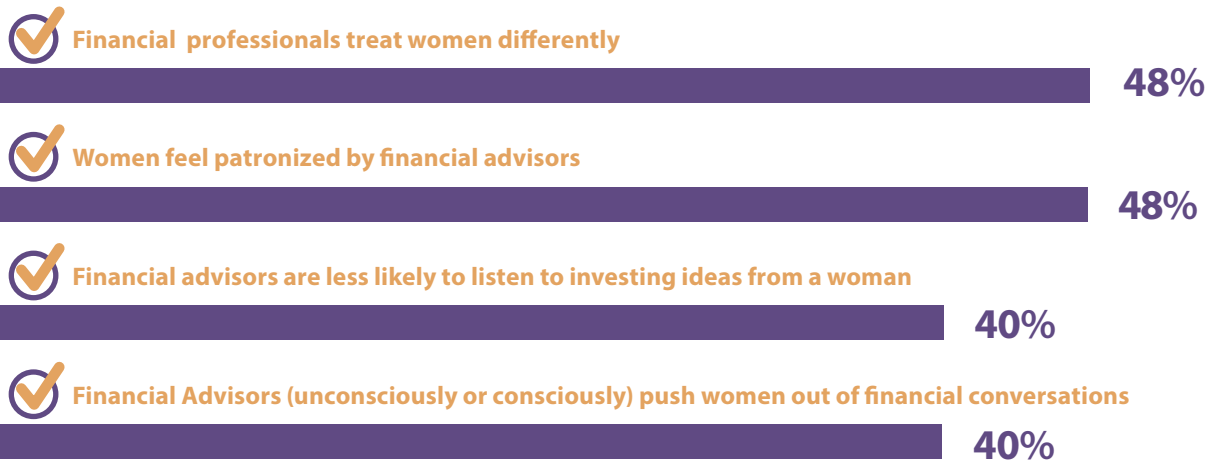 Financial professionals treat women differently
48%
Women feel patronized by financial advisors
48%
Financial advisors are less likely to listen to investing ideas from a woman
40%
Financial Advisors (unconsciously or consciously) push women out of financial conversations
40%